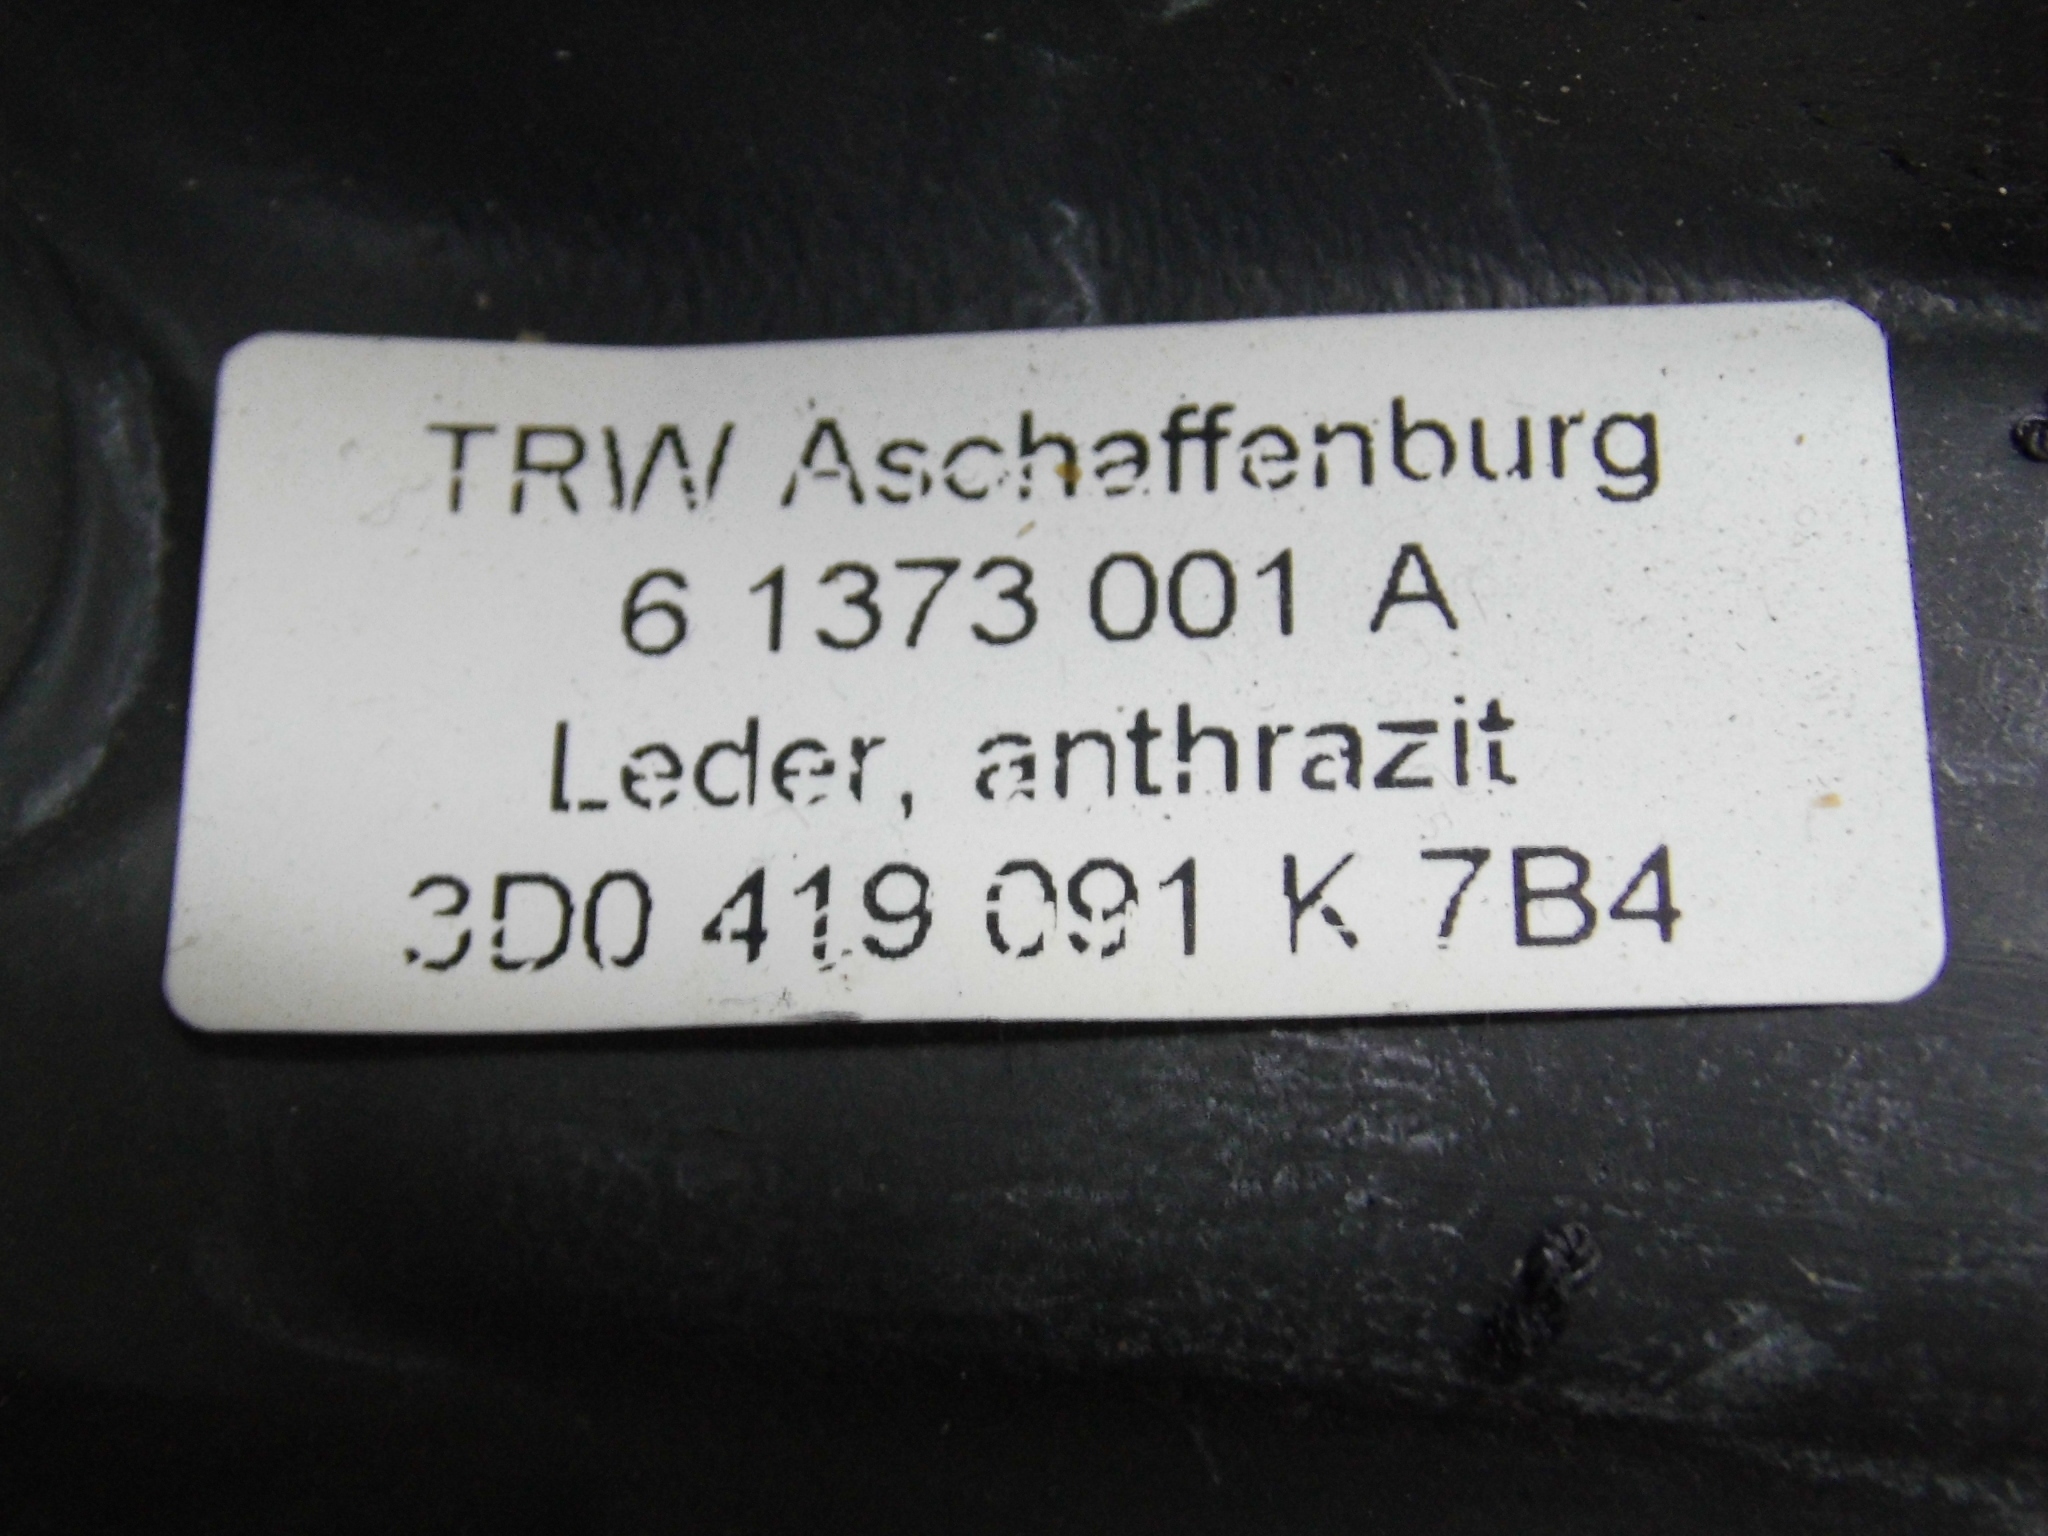 TRW Aschaffenburg
6 1373 001 A
Leder, anthrazit
3D0 419 091 K 7B4